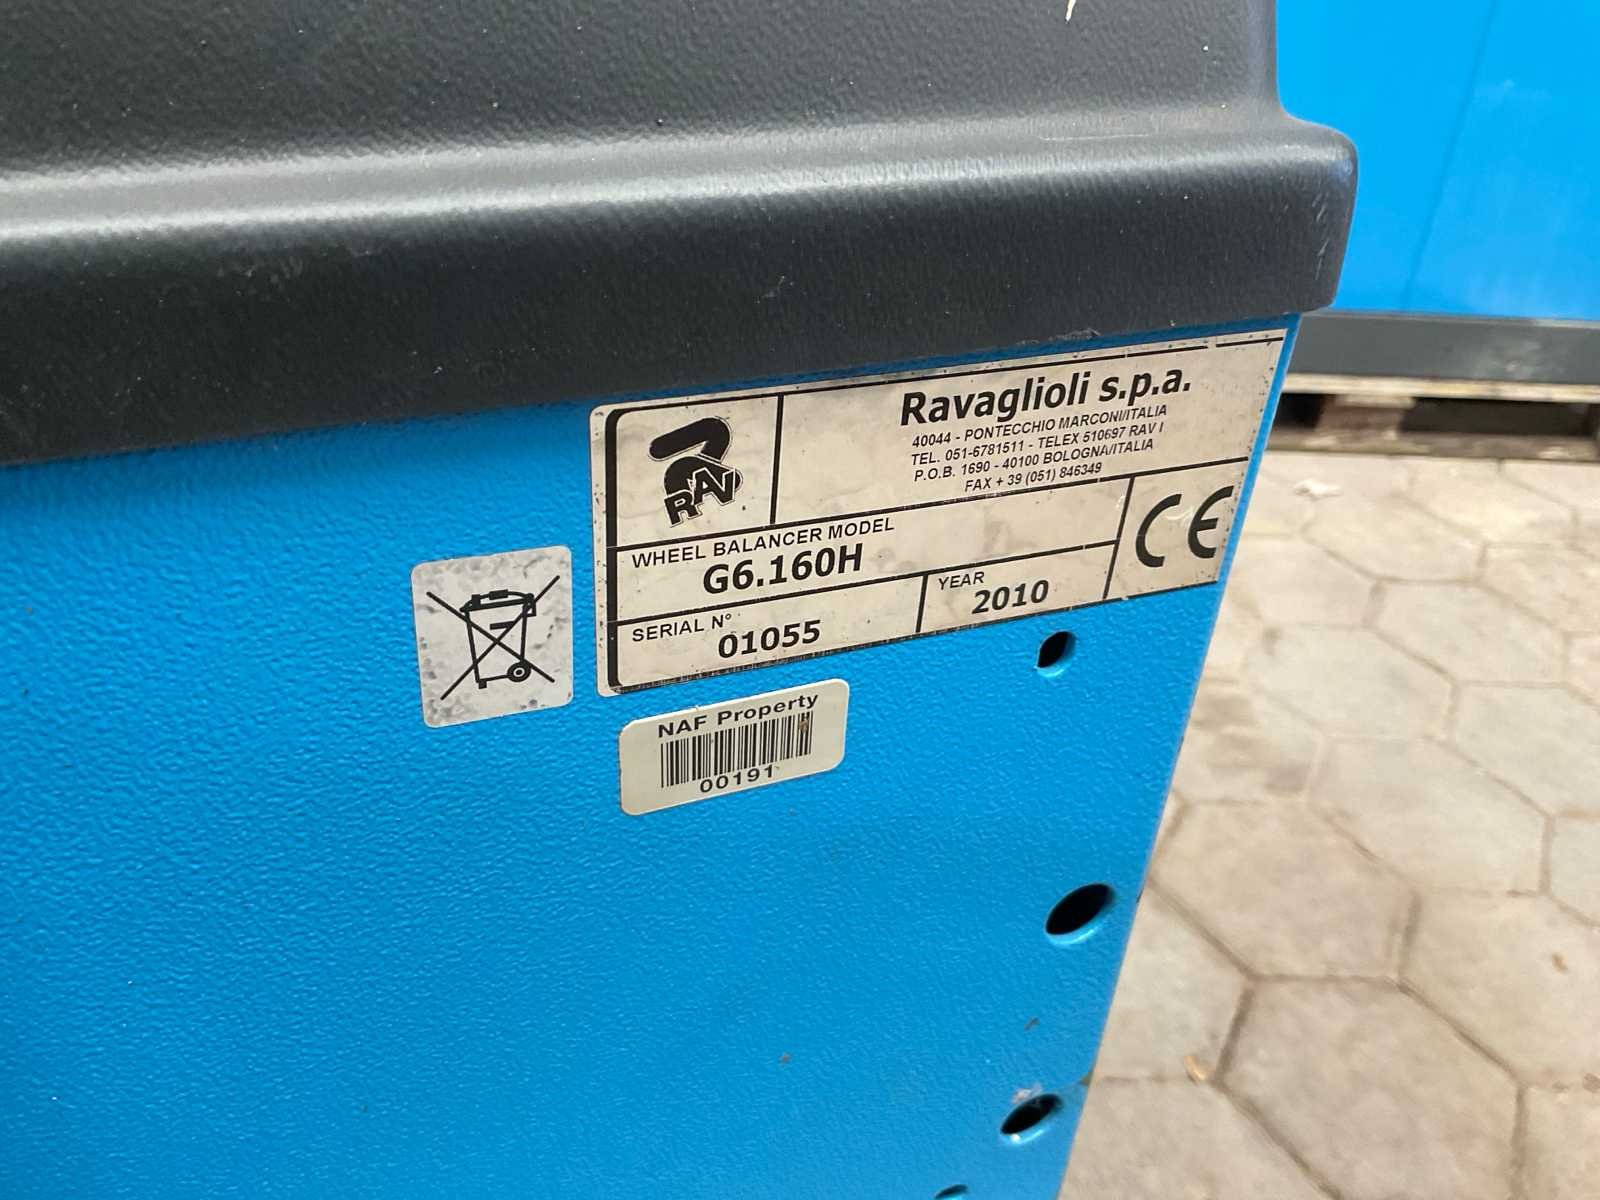 RAV
Ravaglioli s.p.a.
40044 - PONTECCHIO MARCONI/ITALIA
TEL. 051-6781511 - TELEX 510697 RAV I
P.O.B. 1690 - 40100 BOLOGNA/ITALIA
FAX + 39 (051) 846349
WHEEL BALANCER MODEL
G6.160H
CE
SERIAL N°
01055
YEAR
2010
NAF Property
00191